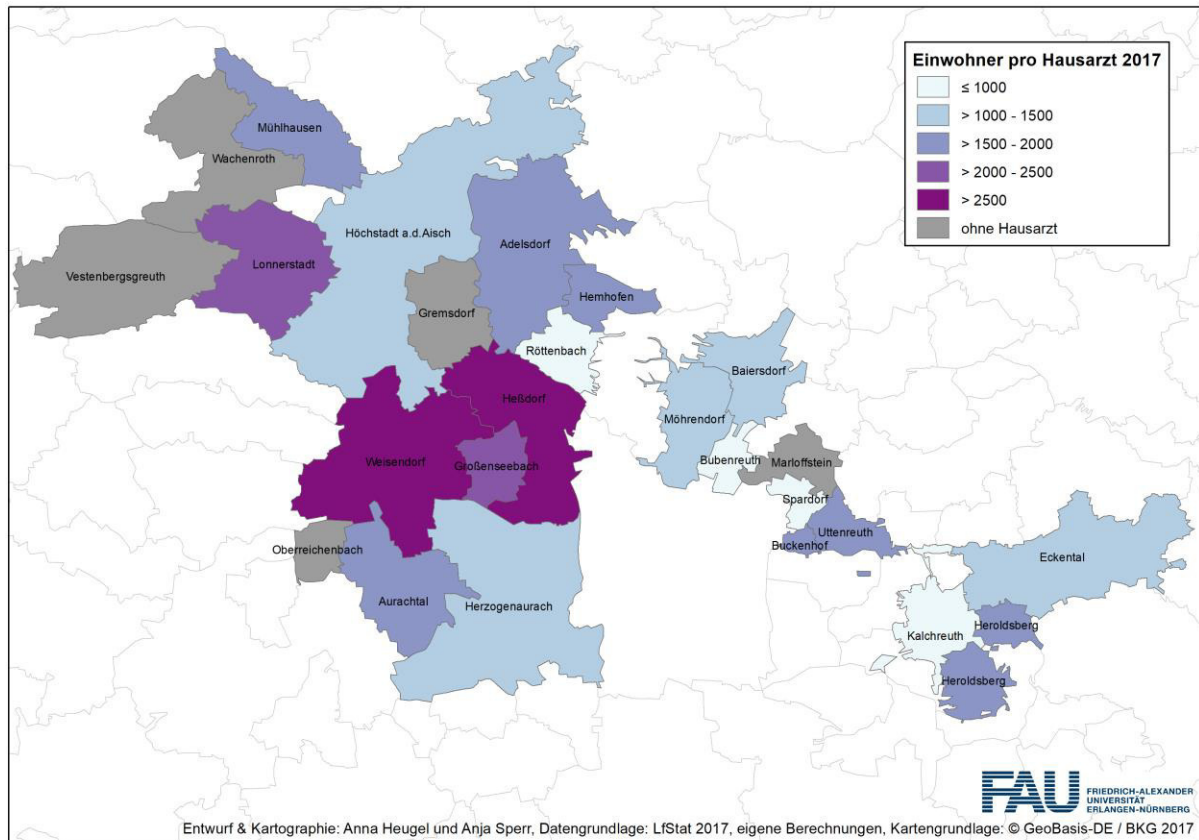 Einwohner pro Hausarzt 2017
≤ 1000
> 1000 - 1500
> 1500 - 2000
> 2000 - 2500
> 2500
ohne Hausarzt
Mühlhausen
Wachenroth
Höchstadt a.d.Aisch
Adelsdorf
Lonnerstadt
Vestenbergsgreuth
Hemhofen
Gremsdorf
Röttenbach
Baiersdorf
Heßdorf
Möhrendorf
Bubenreuth
Marloffstein
Weisendorf
Großenseebach
Spardorf
Uttenreuth
Buckenhof
Oberreichenbach
Eckental
Aurachtal
Herzogenaurach
Heroldsberg
Kalchreuth
Heroldsberg
FAU
FRIEDRICH-ALEXANDER
UNIVERSITÄT
ERLANGEN-NÜRNBERG
Entwurf & Kartographie: Anna Heugel und Anja Sperr, Datengrundlage: LfStat 2017, eigene Berechnungen, Kartengrundlage: © GeoBasis-DE / BKG 2017